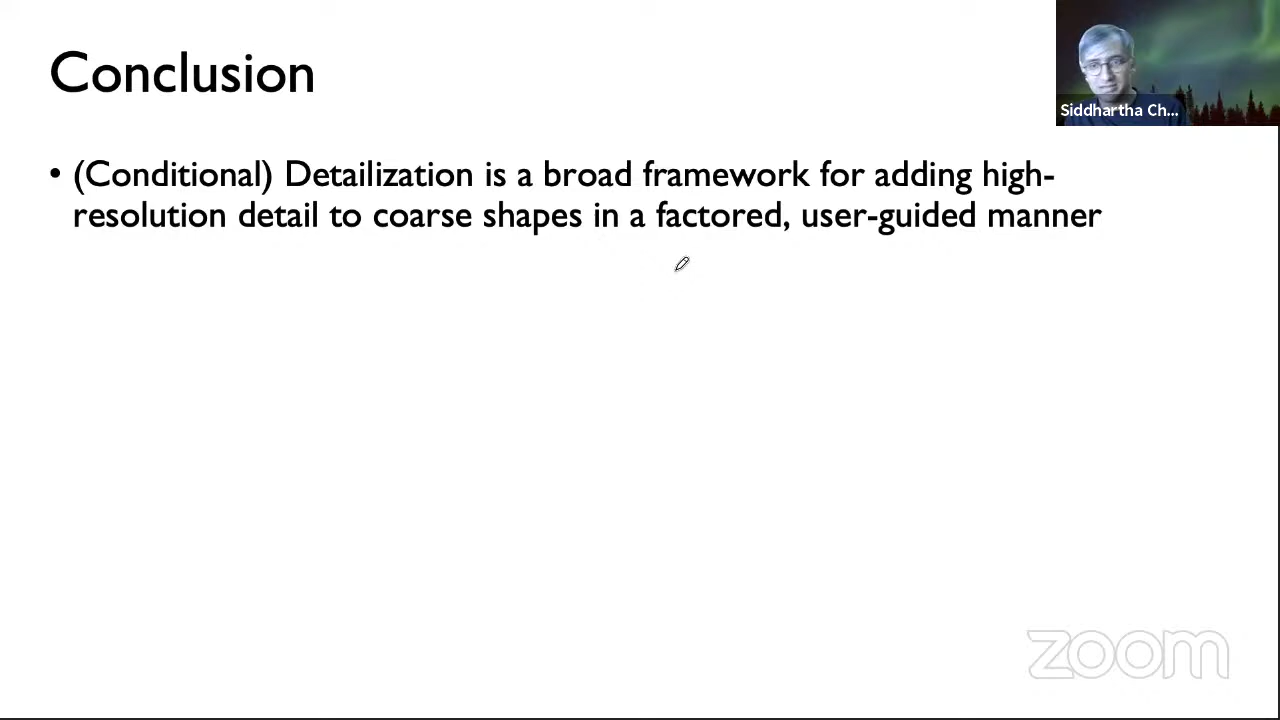 Conclusion
Siddhartha Ch...
• (Conditional) Detailization is a broad framework for adding high-
resolution detail to coarse shapes in a factored, user-guided manner
zoom